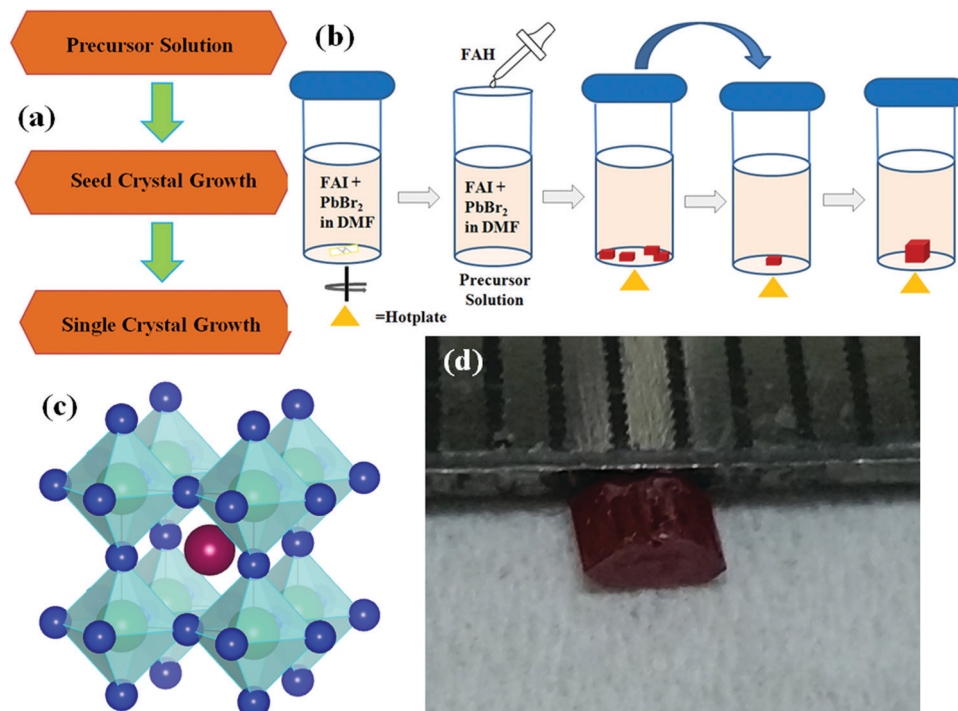 Precursor Solution
(a)
Seed Crystal Growth
Single Crystal Growth
(b)
FAH
FAI +
PbBr₂
in DMF
FAI +
PbBr₂
in DMF
Precursor
Solution
=Hotplate
(c)
(d)